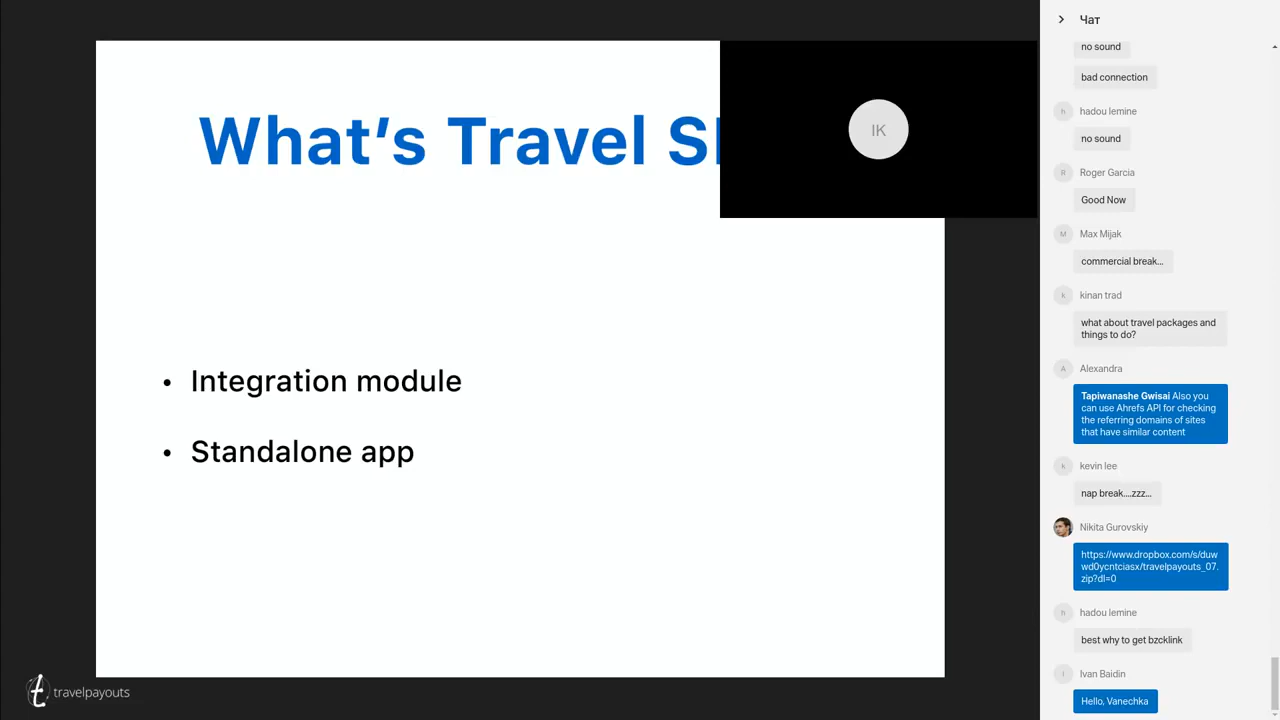 What's Travel S
IK
• Integration module
• Standalone app
travelpayouts
Чат
no sound
bad connection
h
hadou lemine
no sound
R
Roger Garcia
Good Now
M
Max Mijak
commercial break...
k
kinan trad
what about travel packages and
things to do?
A
Alexandra
Tapiwanashe Gwisai Also you
can use Ahrefs API for checking
the referring domains of sites
that have similar content
k
kevin lee
nap break....zzz...
Nikita Gurovskiy
https://www.dropbox.com/s/duw
wd0ycntciasx/travelpayouts_07.
zip?dl=0
h
hadou lemine
best why to get bzcklink
i
Ivan Baidin
Hello, Vanechka